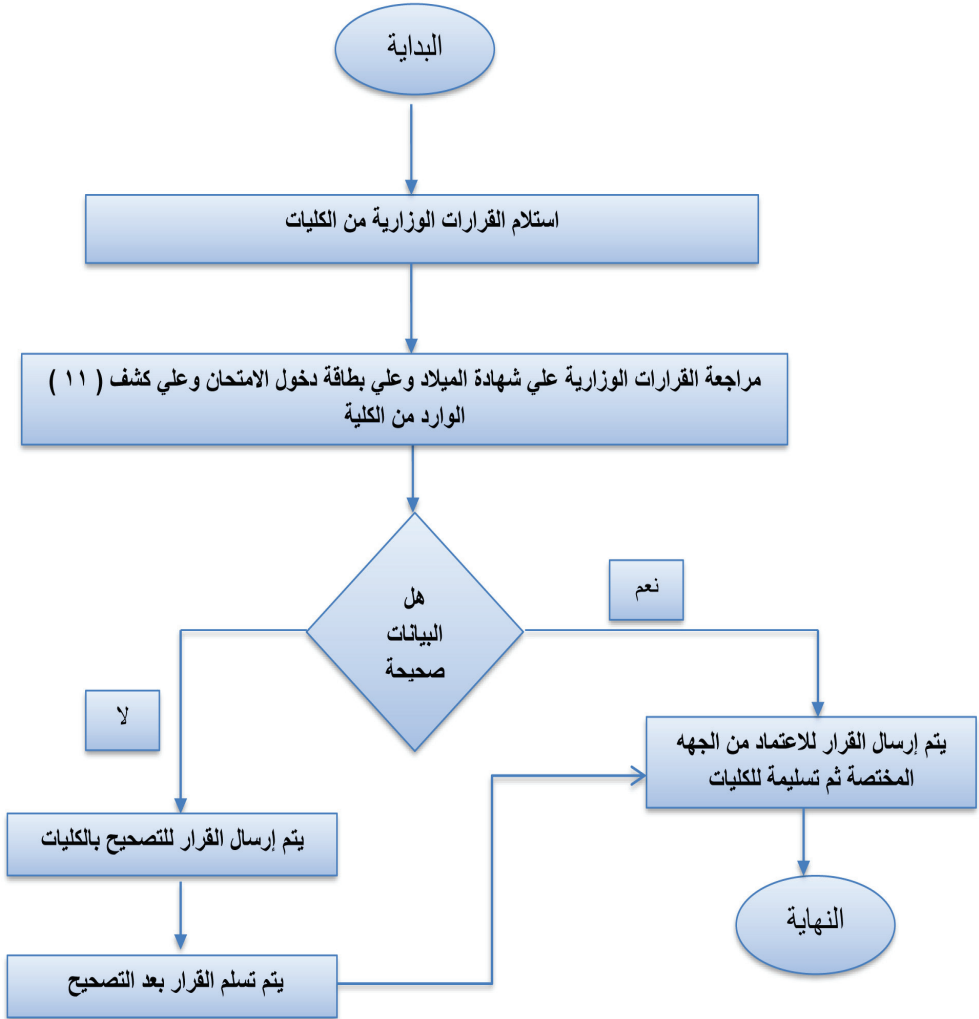 البداية
استلام القرارات الوزارية من الكليات
مراجعة القرارات الوزارية علي شهادة الميلاد وعلي بطاقة دخول الامتحان وعلي كشف ( ١١ )
الوارد من الكلية
هل
البيانات
صحيحة
نعم
لا
يتم إرسال القرار للاعتماد من الجهه
المختصة ثم تسليمة للكليات
يتم إرسال القرار للتصحيح بالكليات
النهاية
يتم تسلم القرار بعد التصحيح